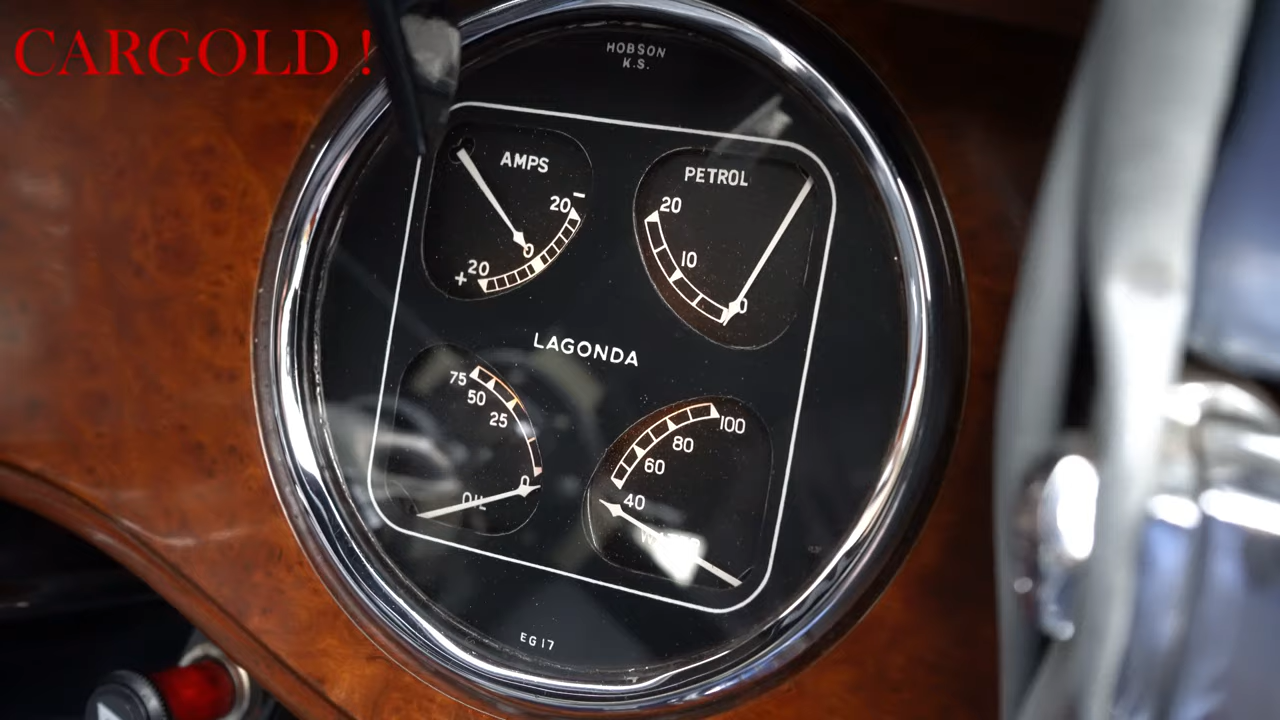 CARGOLD !
HOBSON
K.S.
AMPS
20 −
0
+ 20
PETROL
20
10
0
LAGONDA
75
50
25
0
OIL
100
80
60
40
WATER
EG 17